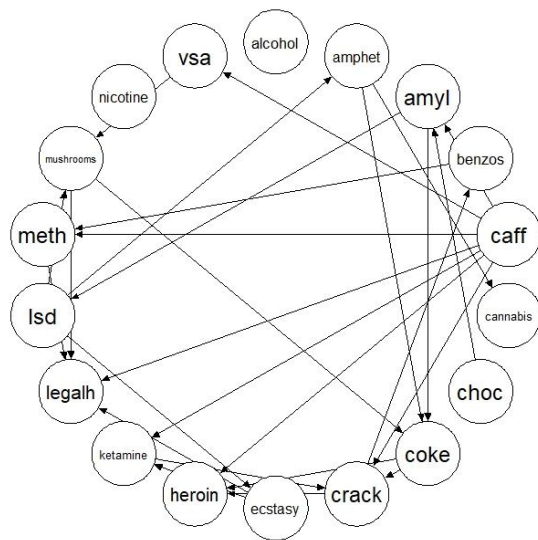 alcohol
vsa
amphet
nicotine
amyl
mushrooms
benzos
meth
caff
lsd
cannabis
legalh
choc
ketamine
coke
heroin
crack
ecstasy